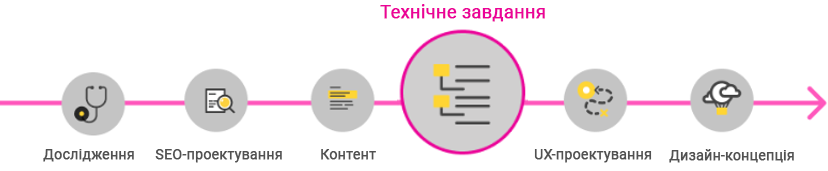 Технічне завдання
Дослідження
SEO-проектування
Контент
UX-проектування
Дизайн-концепція